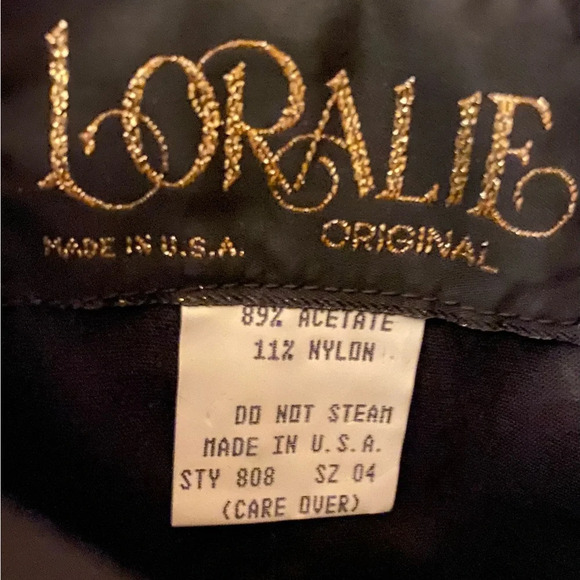 LORALIE
MADE IN U.S.A. ORIGINAL
89% ACETATE
11% NYLON
DO NOT STEAM
MADE IN U.S.A.
STY 808 SZ 04
(CARE OVER)